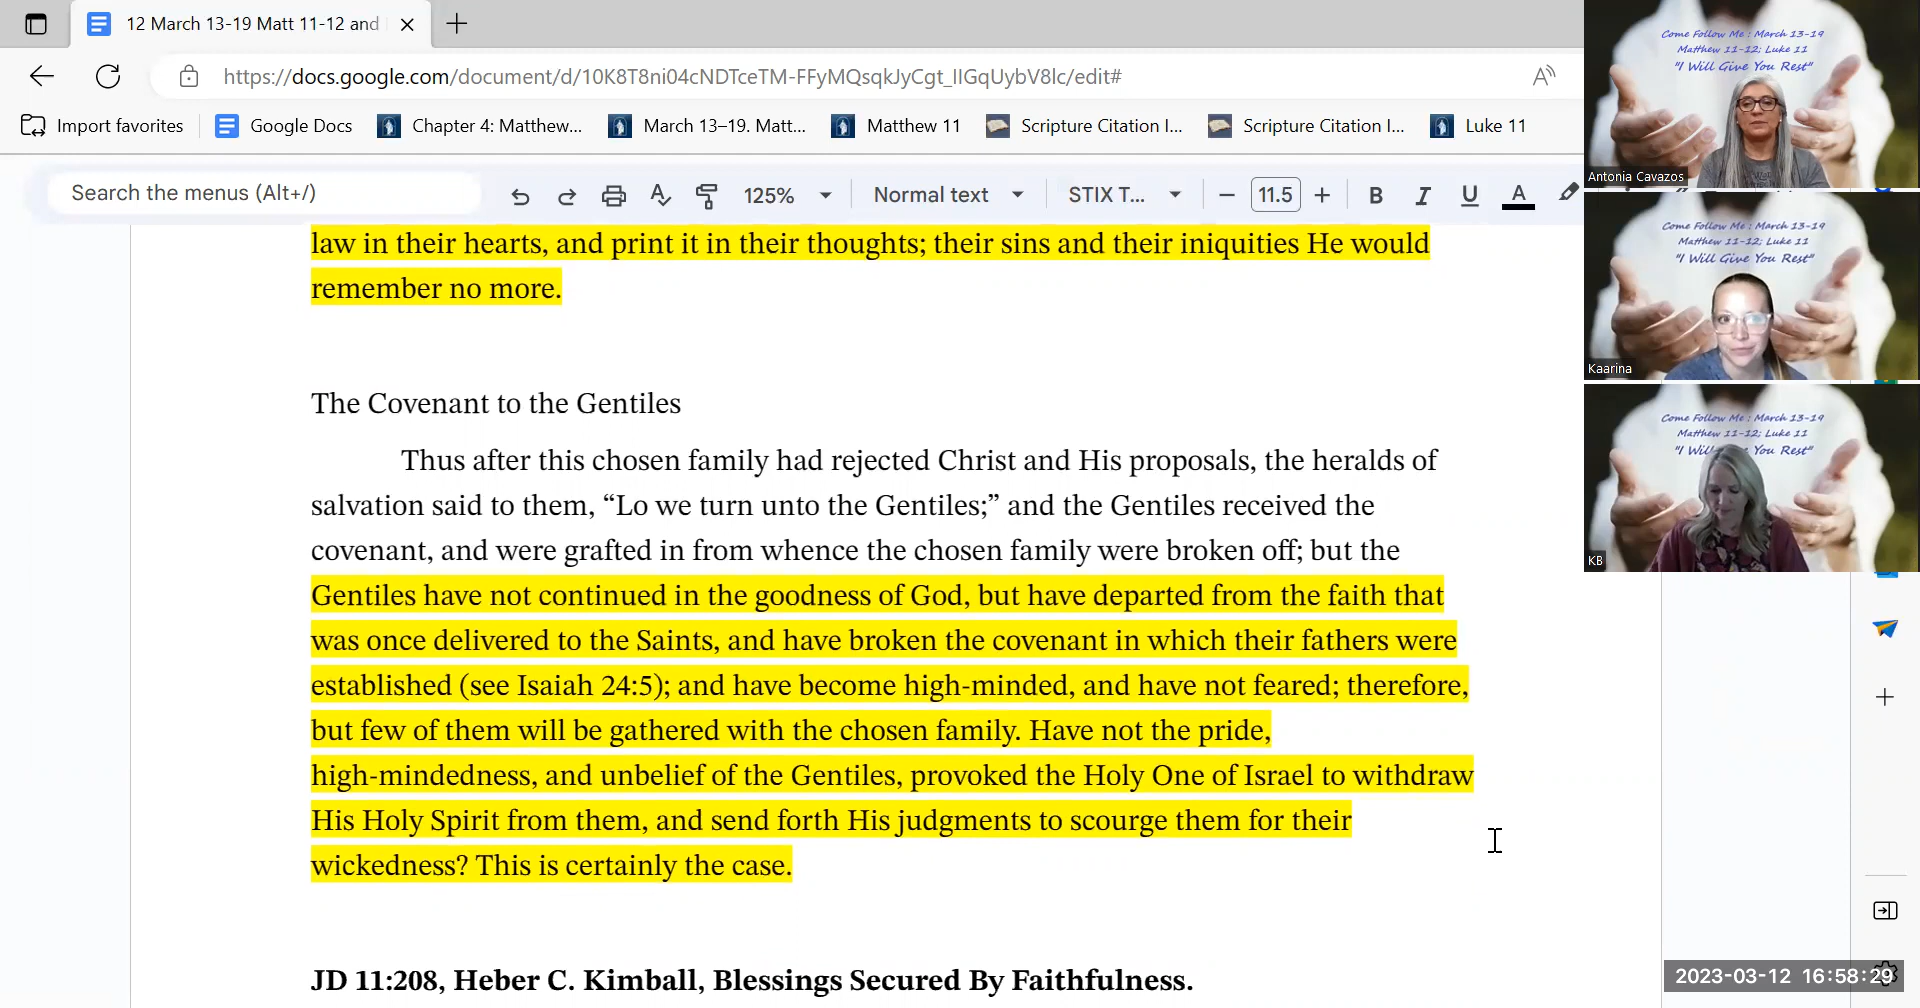 12 March 13-19 Matt 11-12 and
https://docs.google.com/document/d/10K8T8ni04cNDTceTM-FFyMQsqkJyCgt_IIGqUybV8lc/edit#
Import favorites
Google Docs
Chapter 4: Matthew...
March 13–19. Matt...
Matthew 11
Scripture Citation I...
Scripture Citation I...
Luke 11
Search the menus (Alt+/)
125%
Normal text
STIX T...
11.5
B
I
U
A
law in their hearts, and print it in their thoughts; their sins and their iniquities He would
remember no more.
The Covenant to the Gentiles
Thus after this chosen family had rejected Christ and His proposals, the heralds of
salvation said to them, “Lo we turn unto the Gentiles;” and the Gentiles received the
covenant, and were grafted in from whence the chosen family were broken off; but the
Gentiles have not continued in the goodness of God, but have departed from the faith that
was once delivered to the Saints, and have broken the covenant in which their fathers were
established (see Isaiah 24:5); and have become high-minded, and have not feared; therefore,
but few of them will be gathered with the chosen family. Have not the pride,
high-mindedness, and unbelief of the Gentiles, provoked the Holy One of Israel to withdraw
His Holy Spirit from them, and send forth His judgments to scourge them for their
wickedness? This is certainly the case.
JD 11:208, Heber C. Kimball, Blessings Secured By Faithfulness.
Come Follow Me: March 13-19
Matthew 11-12; Luke 11
"I Will Give You Rest"
Antonia Cavazos
Come Follow Me: March 13-19
Matthew 11-12; Luke 11
"I Will Give You Rest"
Kaarina
Come Follow Me: March 13-19
Matthew 11-12; Luke 11
"I Will You Rest"
KB
2023-03-12 16:58:29